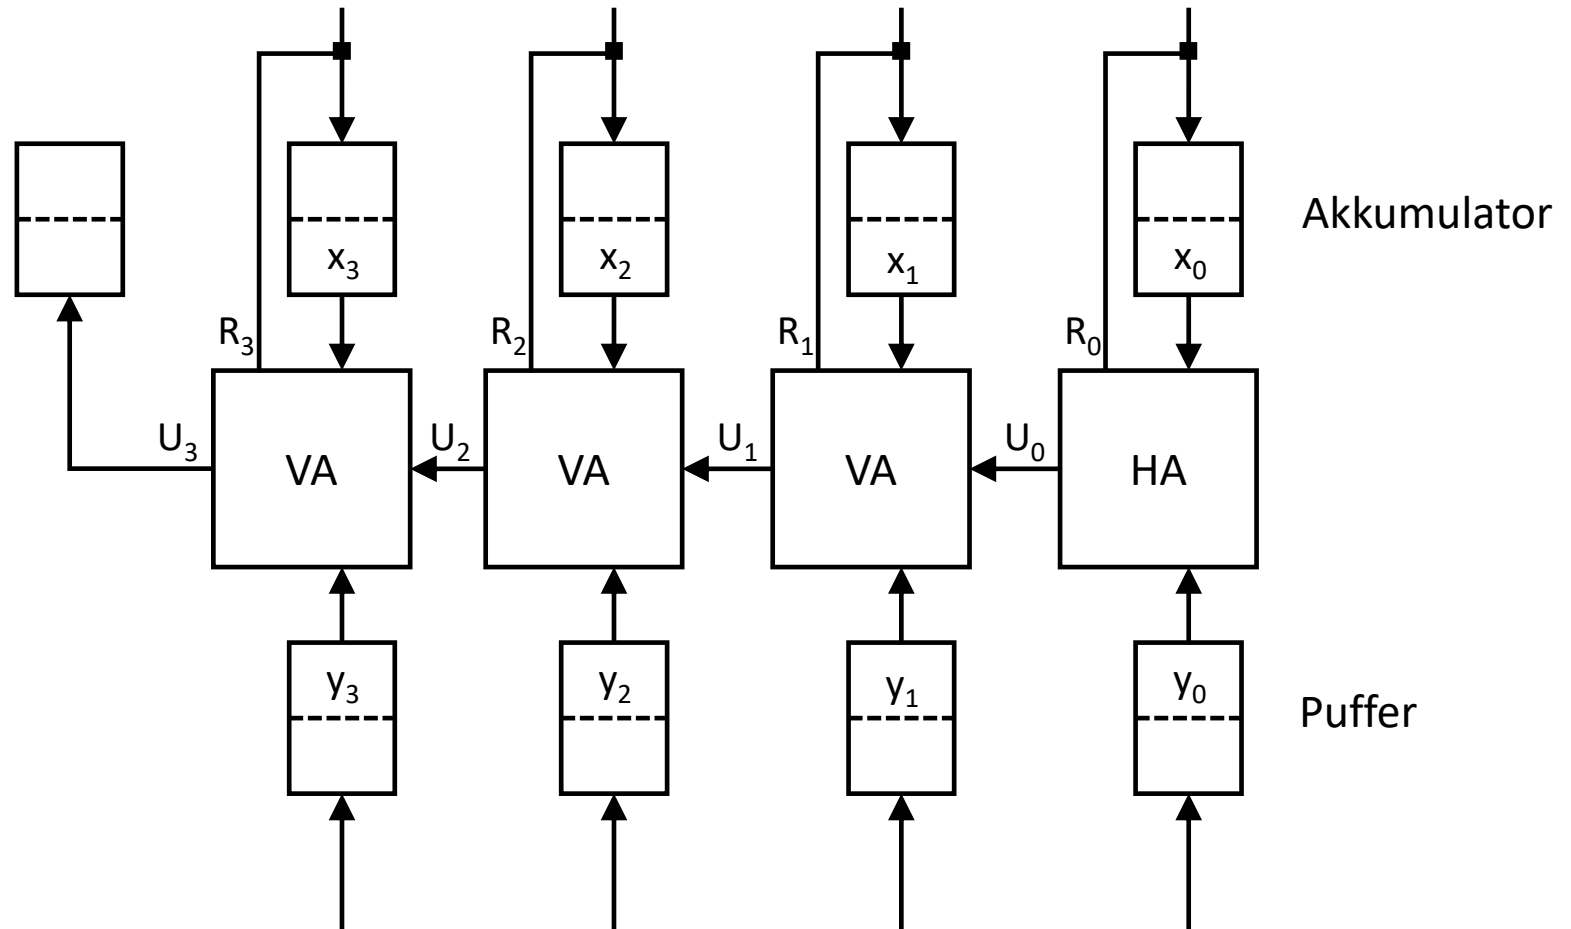 x₃ x₂ x₁ x₀ Akkumulator
R₃ R₂ R₁ R₀
U₃ U₂ U₁ U₀
VA VA VA HA
y₃ y₂ y₁ y₀ Puffer